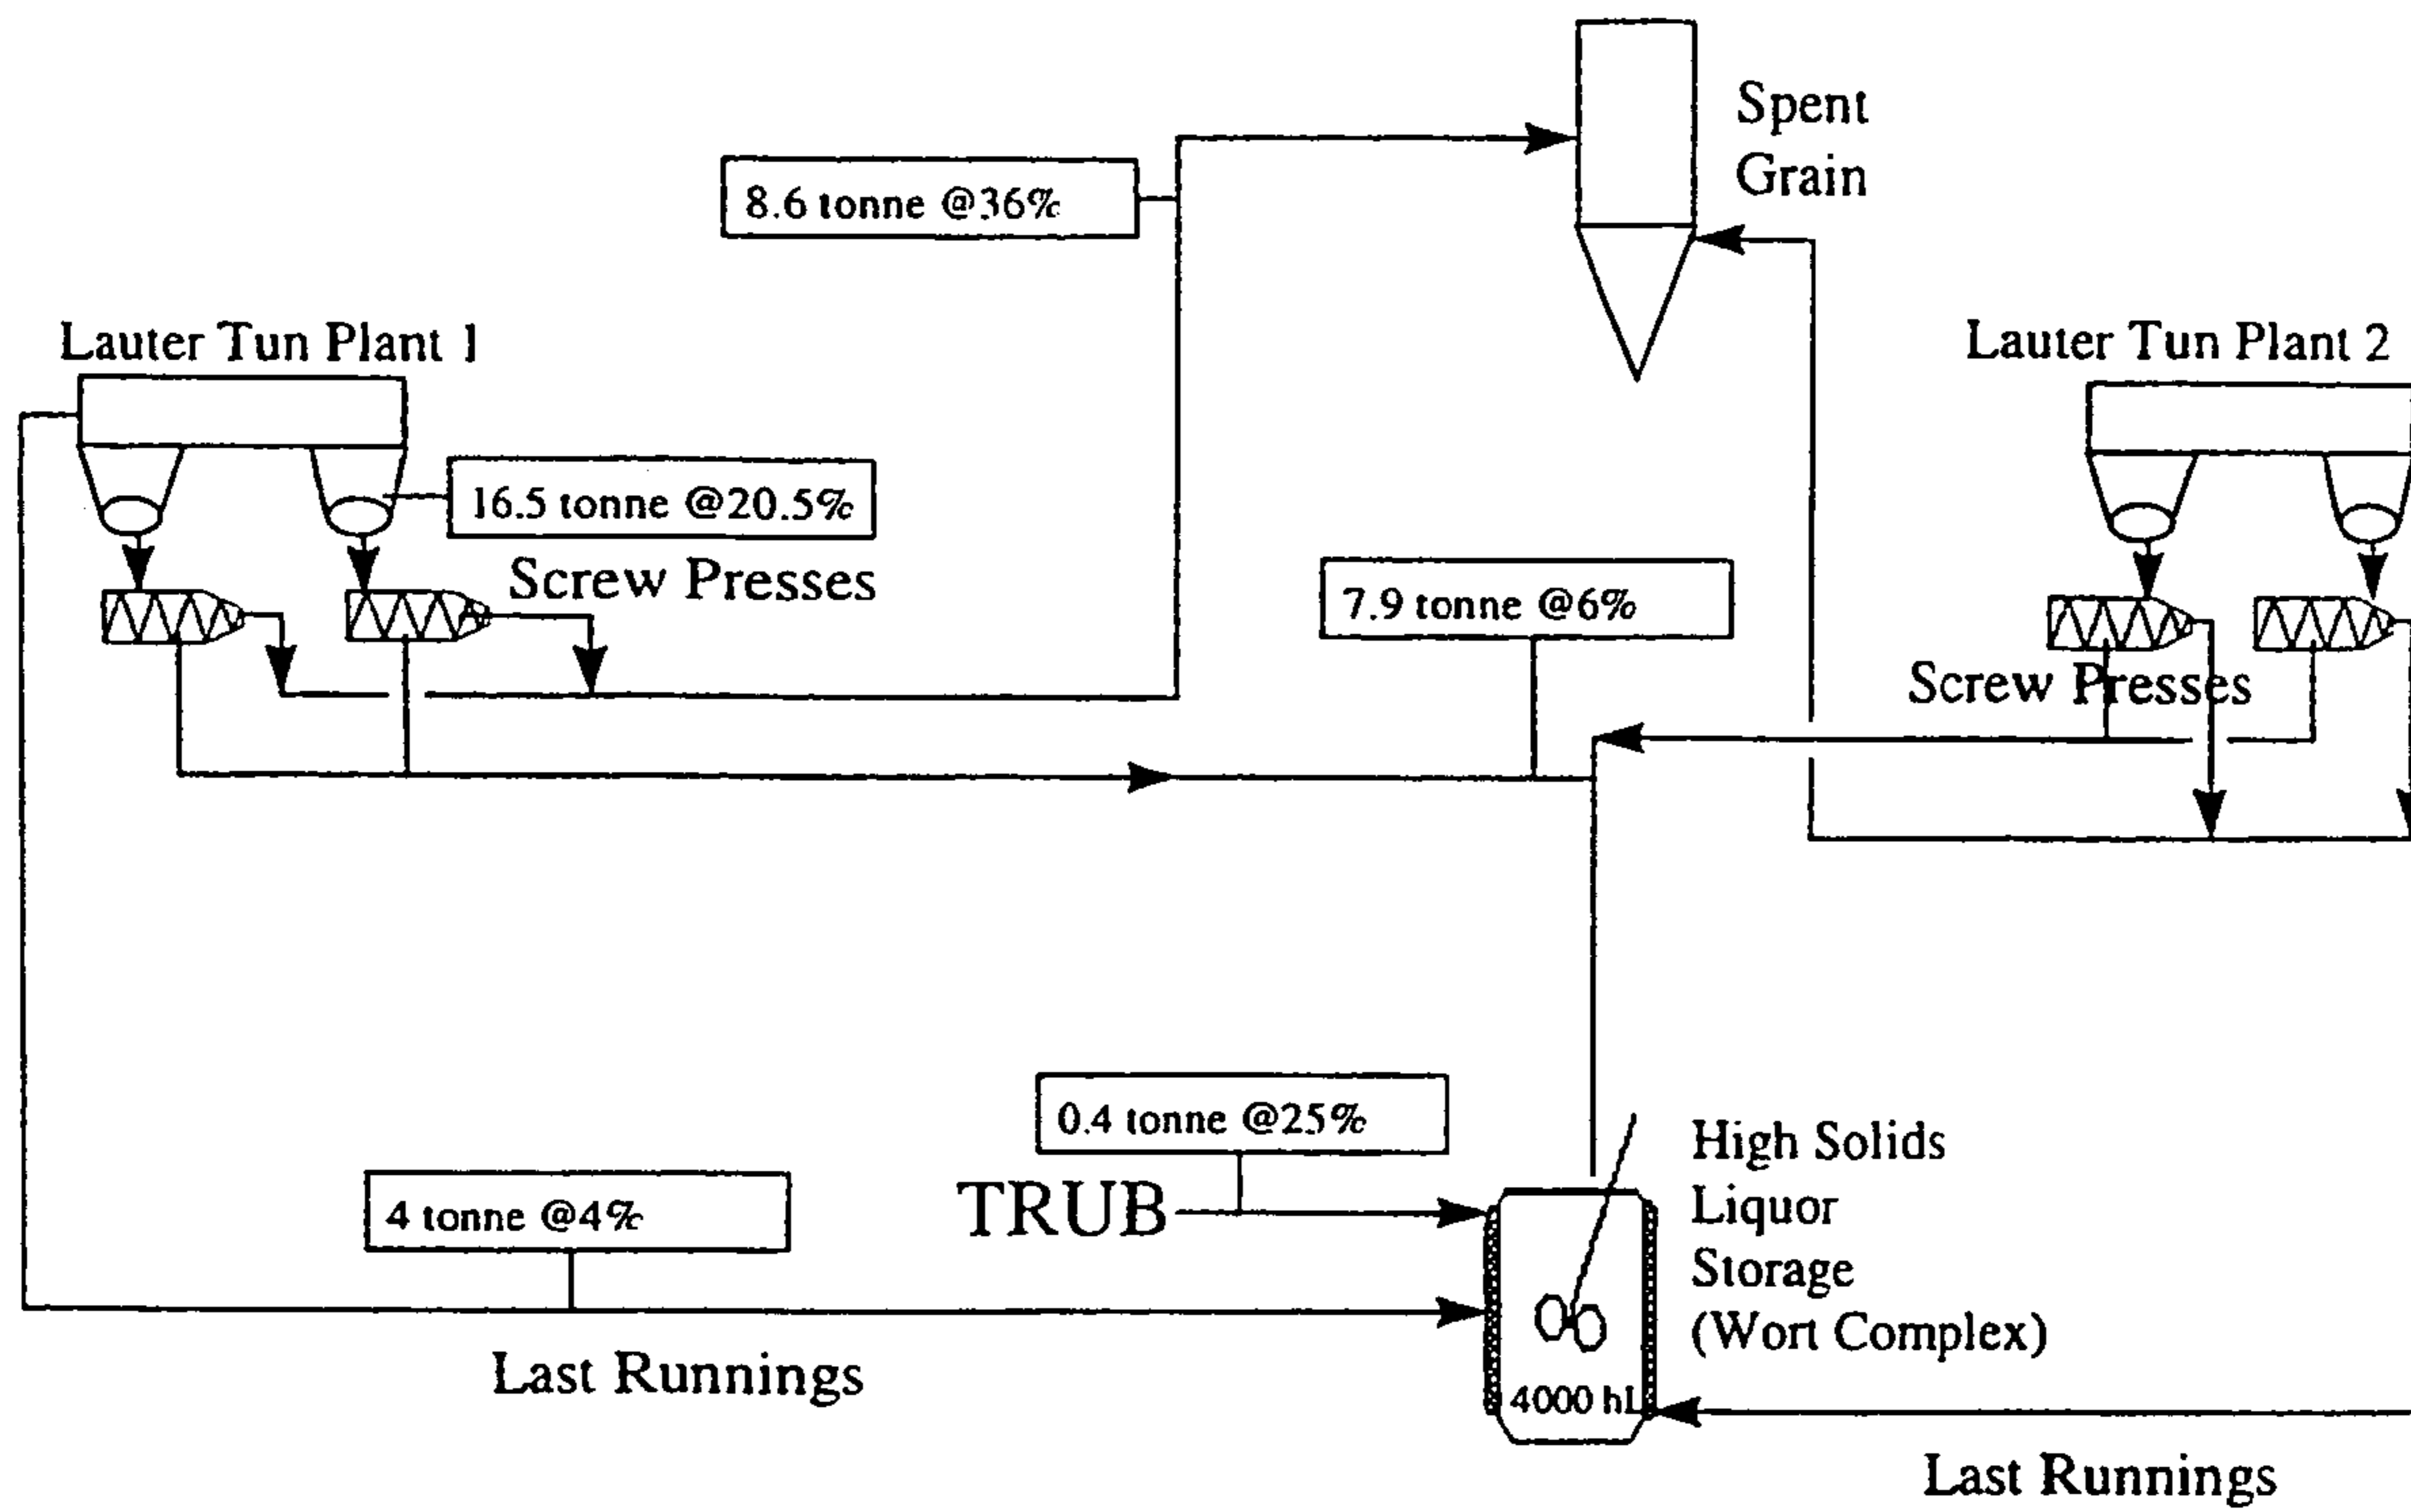 Spent
Grain
8.6 tonne @36%
Lauter Tun Plant 1
Lauter Tun Plant 2
16.5 tonne @20.5%
Screw Presses
7.9 tonne @6%
Screw Presses
0.4 tonne @25%
TRUB
High Solids
Liquor
Storage
(Wort Complex)
4 tonne @4%
4000 hL
Last Runnings
Last Runnings